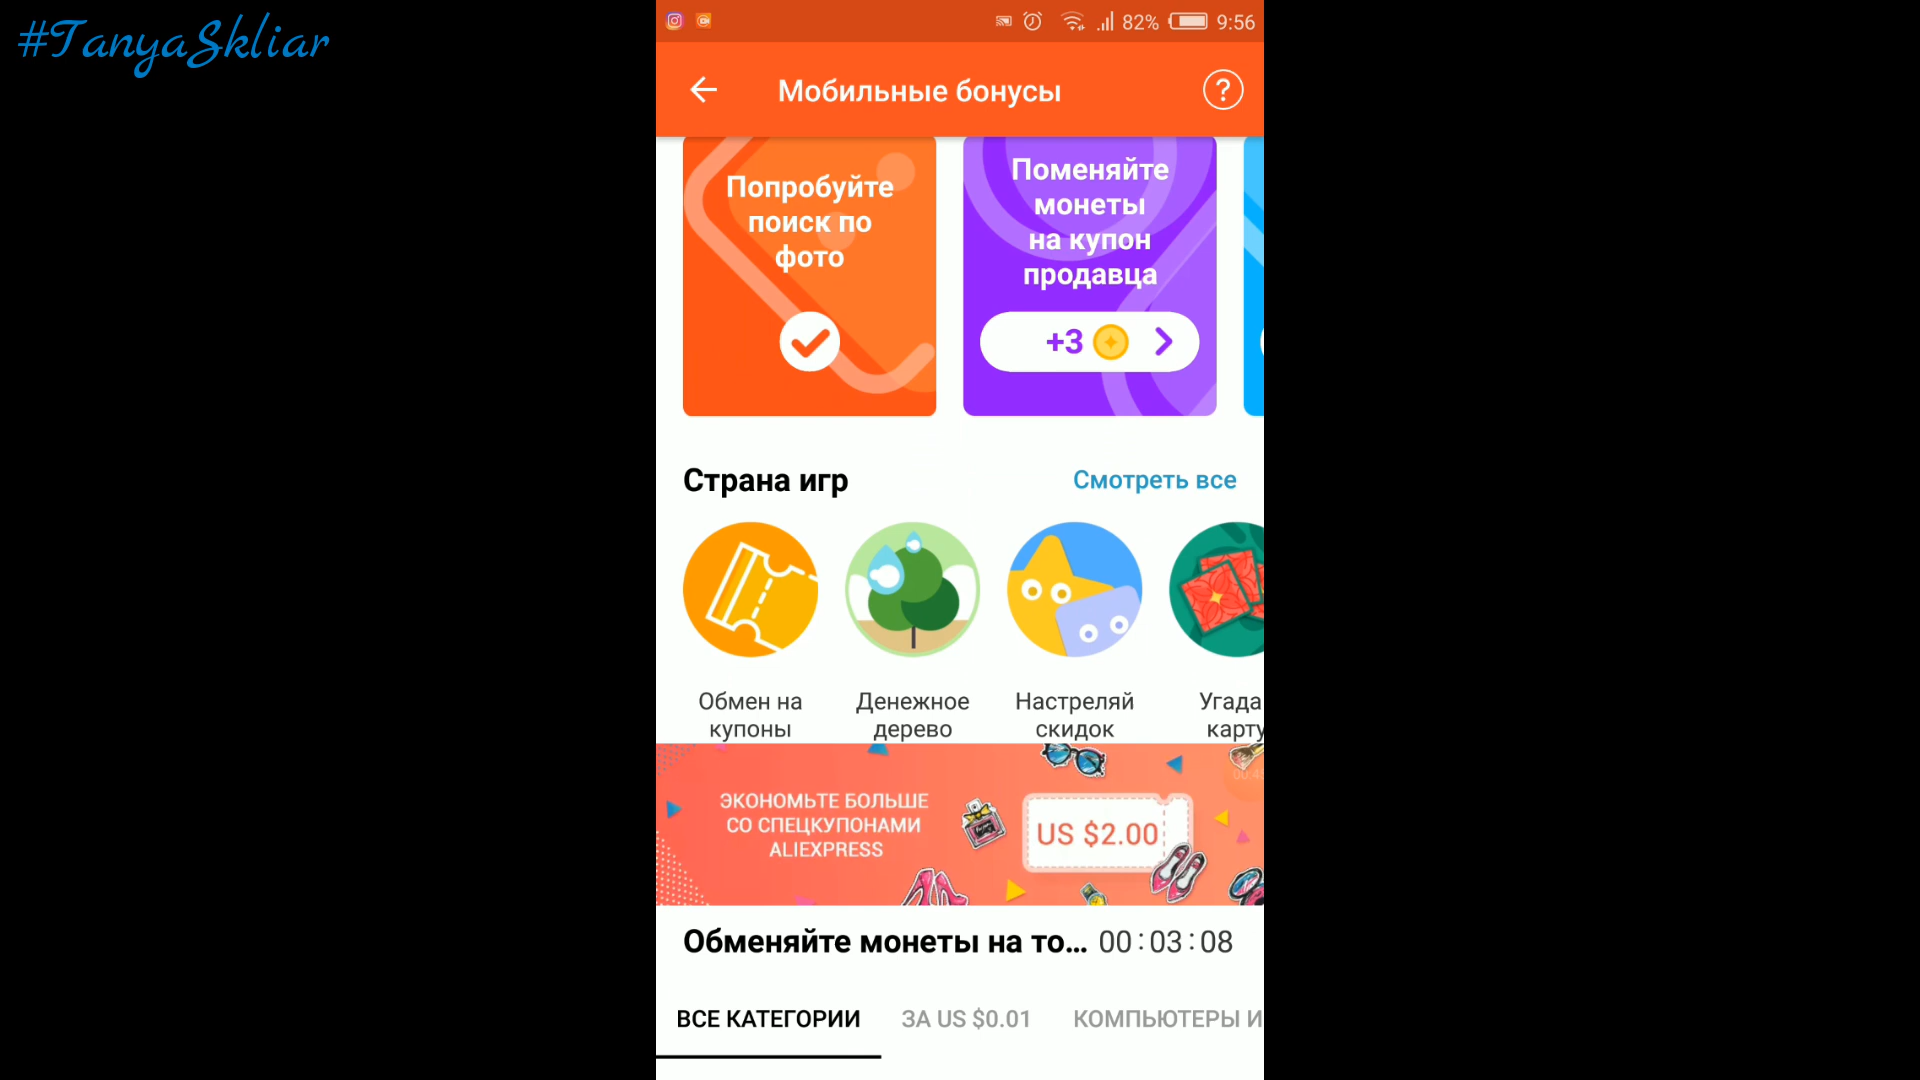 #TanyaSkliar
82% 9:56
Мобильные бонусы
?
Попробуйте
поиск по
фото
Поменяйте
монеты
на купон
продавца
+3
Страна игр
Смотреть все
Обмен на
купоны
Денежное
дерево
Настреляй
скидок
Угада
карту
ЭКОНОМЬТЕ БОЛЬШЕ
СО СПЕЦКУПОНАМИ
ALIEXPRESS
US $2.00
Обменяйте монеты на то... 00:03:08
ВСЕ КАТЕГОРИИ
ЗА US $0.01
КОМПЬЮТЕРЫ И